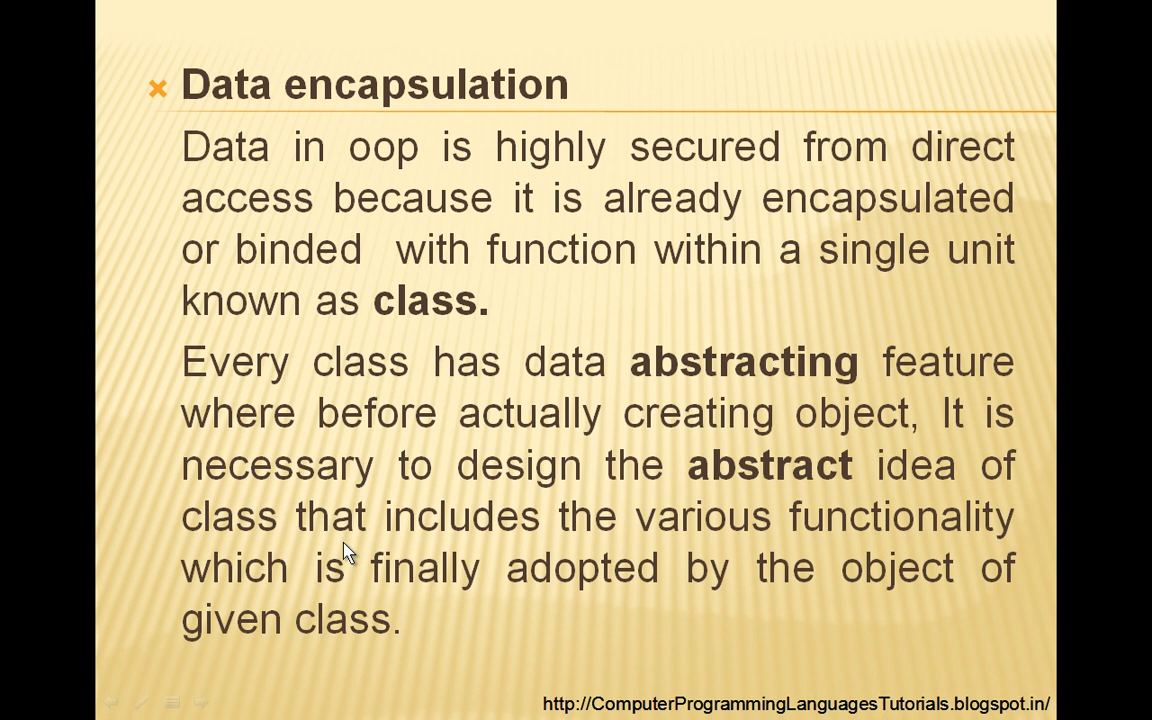 Data encapsulation
Data in oop is highly secured from direct
access because it is already encapsulated
or binded with function within a single unit
known as class.
Every class has data abstracting feature
where before actually creating object, It is
necessary to design the abstract idea of
class that includes the various functionality
which is finally adopted by the object of
given class.
http://ComputerProgrammingLanguagesTutorials.blogspot.in/